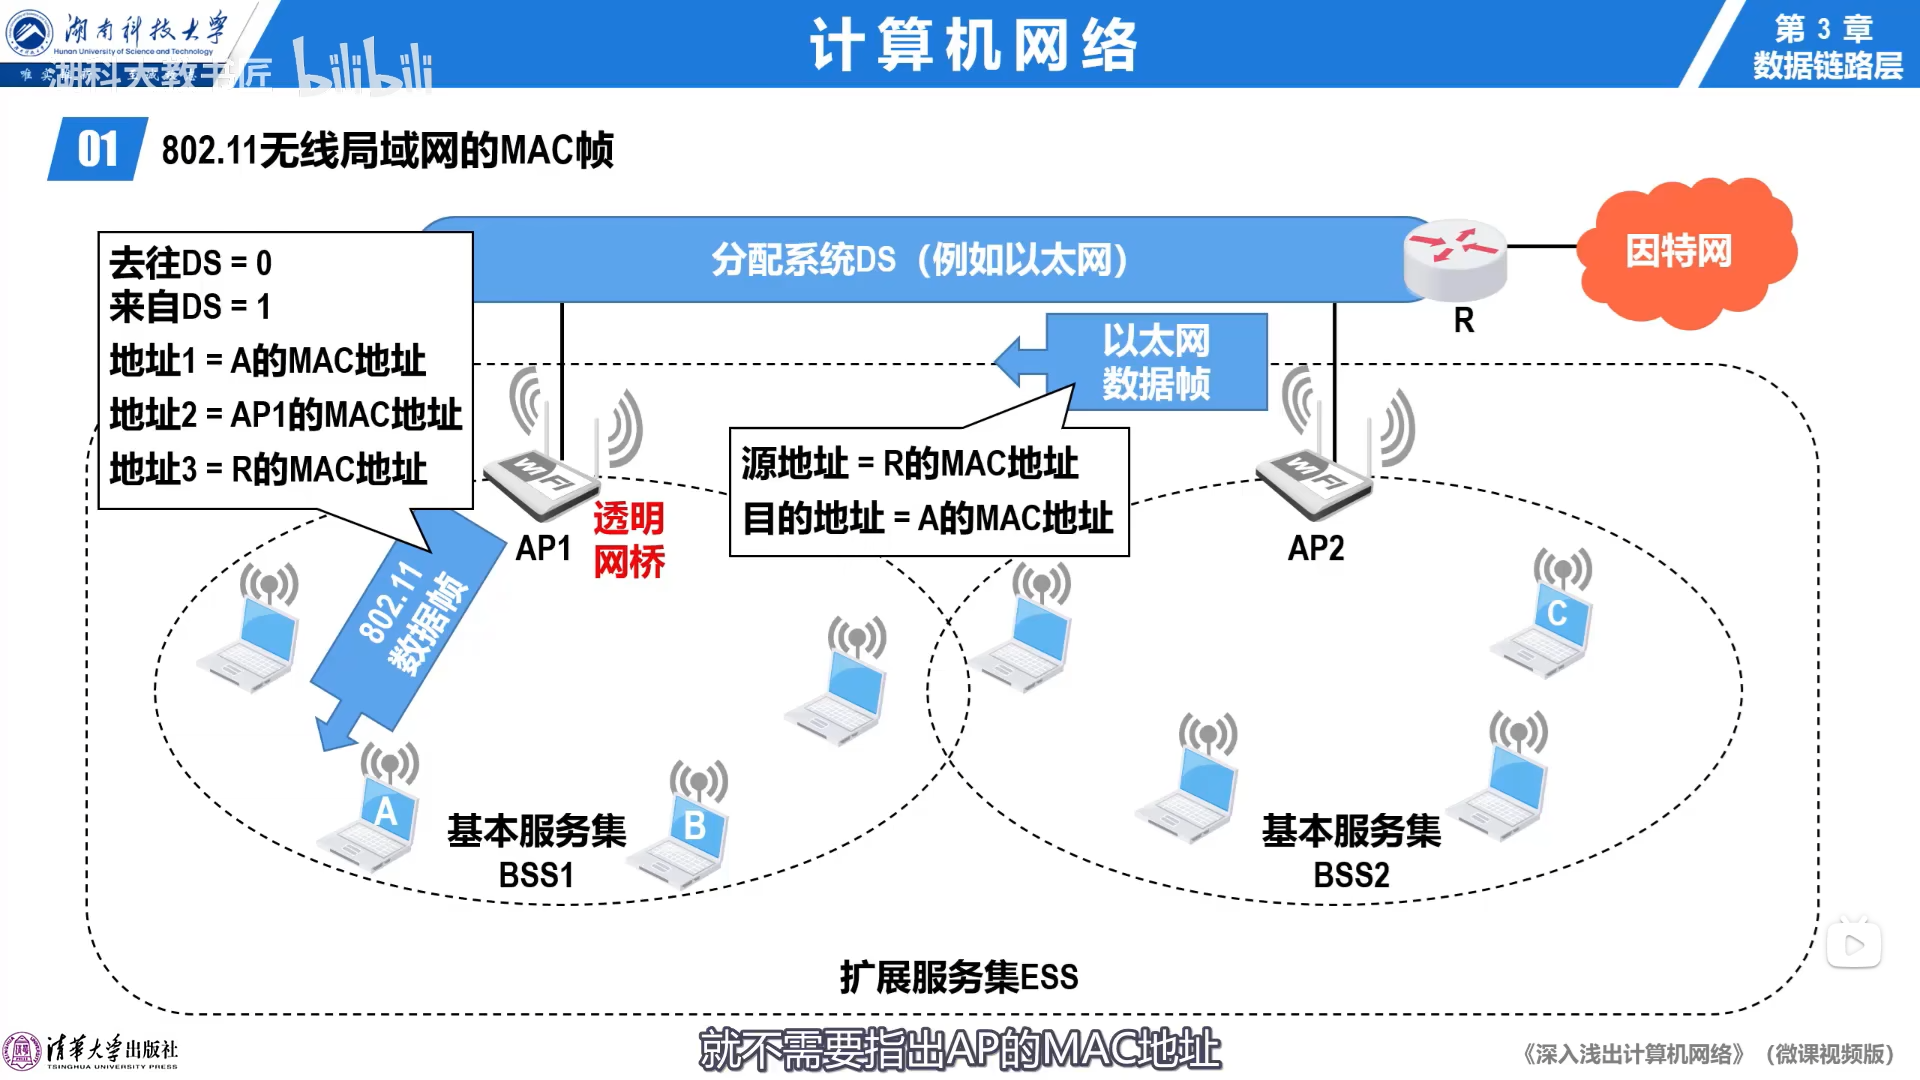 湖南科技大学
Hunan University of Science and Technology
湖科大教书匠 bilibili
计算机网络
第 3 章
数据链路层
01 802.11无线局域网的MAC帧
去往DS = 0
来自DS = 1
地址1 = A的MAC地址
地址2 = AP1的MAC地址
地址3 = R的MAC地址
分配系统DS（例如以太网）
因特网
R
以太网
数据帧
源地址 = R的MAC地址
目的地址 = A的MAC地址
WiFi
AP1
透明
网桥
WiFi
AP2
802.11
数据帧
C
A
B
基本服务集
BSS1
基本服务集
BSS2
扩展服务集ESS
就不需要指出AP的MAC地址
清华大学出版社
TSINGHUA UNIVERSITY PRESS
《深入浅出计算机网络》（微课视频版）